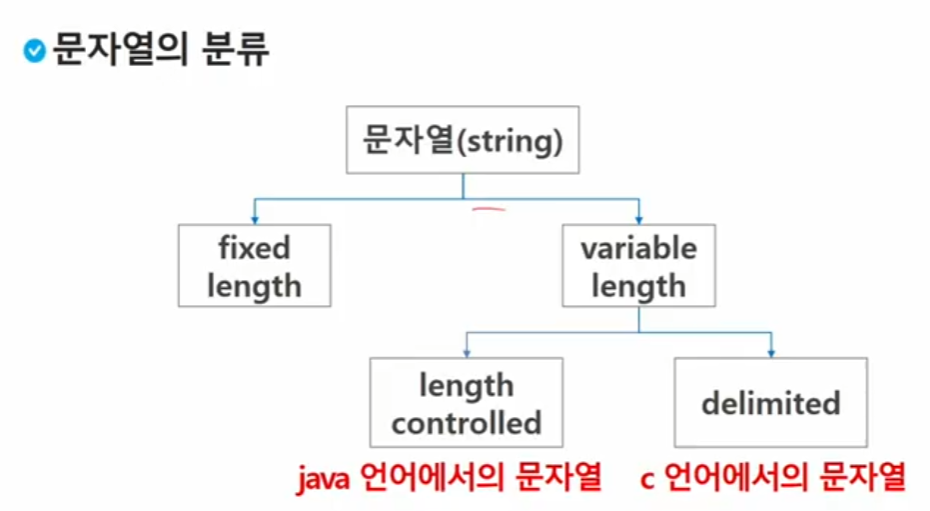 문자열의 분류
문자열(string)
fixed
length
variable
length
length
controlled
delimited
java 언어에서의 문자열
c 언어에서의 문자열